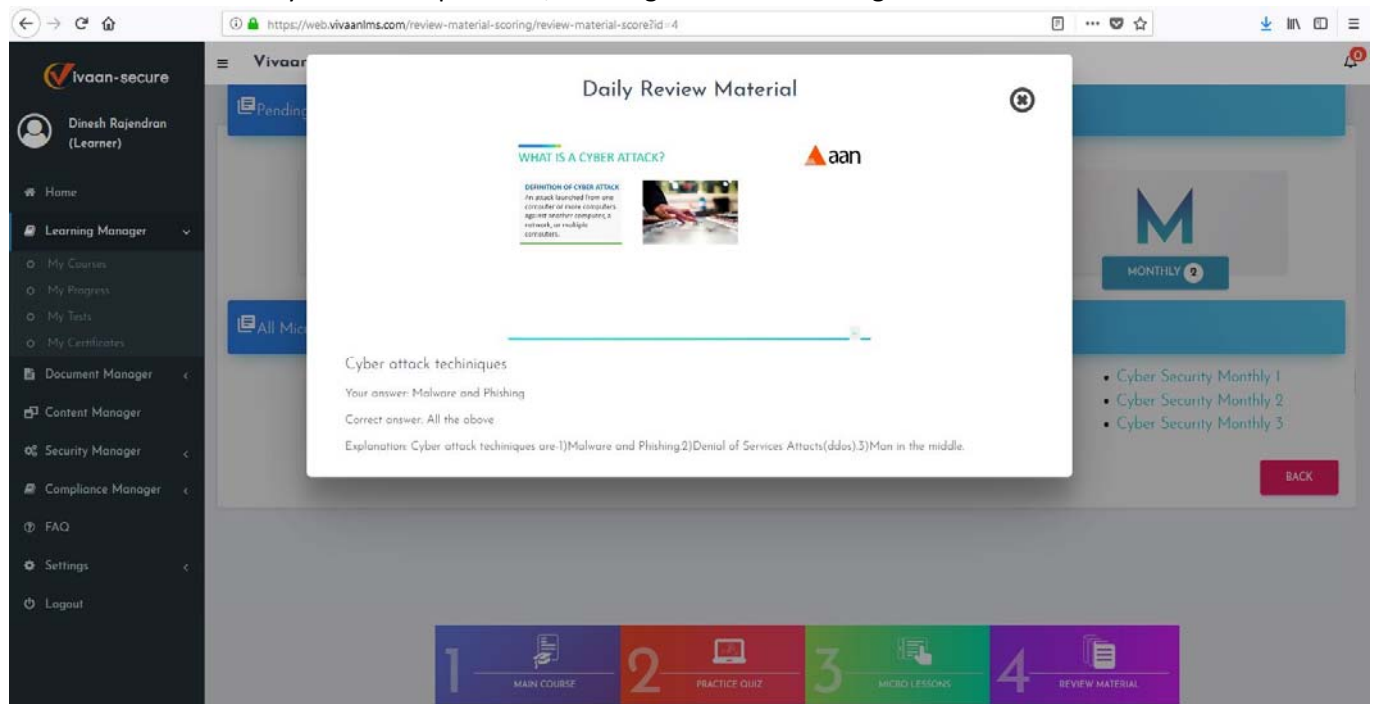 https://web.vivaanlms.com/review-material-scoring/review-material-score?id=4
Vivaan-secure
Vivaan
0
Dinesh Rajendran
(Learner)
Home
Learning Manager
My Courses
My Progress
My Tests
My Certificates
Document Manager
Content Manager
Security Manager
Compliance Manager
FAQ
Settings
Logout
Pending
Daily Review Material
WHAT IS A CYBER ATTACK?
aan
DEFINITION OF CYBER ATTACK
An attack launched from one
computer or more computers
against another computer, a
network, or multiple
computers.
Cyber attack techiniques
Your answer: Malware and Phishing
Correct answer: All the above
Explanation: Cyber attack techiniques are-1)Malware and Phishing.2)Denial of Services Attacts(ddos).3)Man in the middle.
M
MONTHLY 2
All Micr
Cyber Security Monthly 1
Cyber Security Monthly 2
Cyber Security Monthly 3
BACK
1 MAIN COURSE
2 PRACTICE QUIZ
3 MICRO LESSONS
4 REVIEW MATERIAL